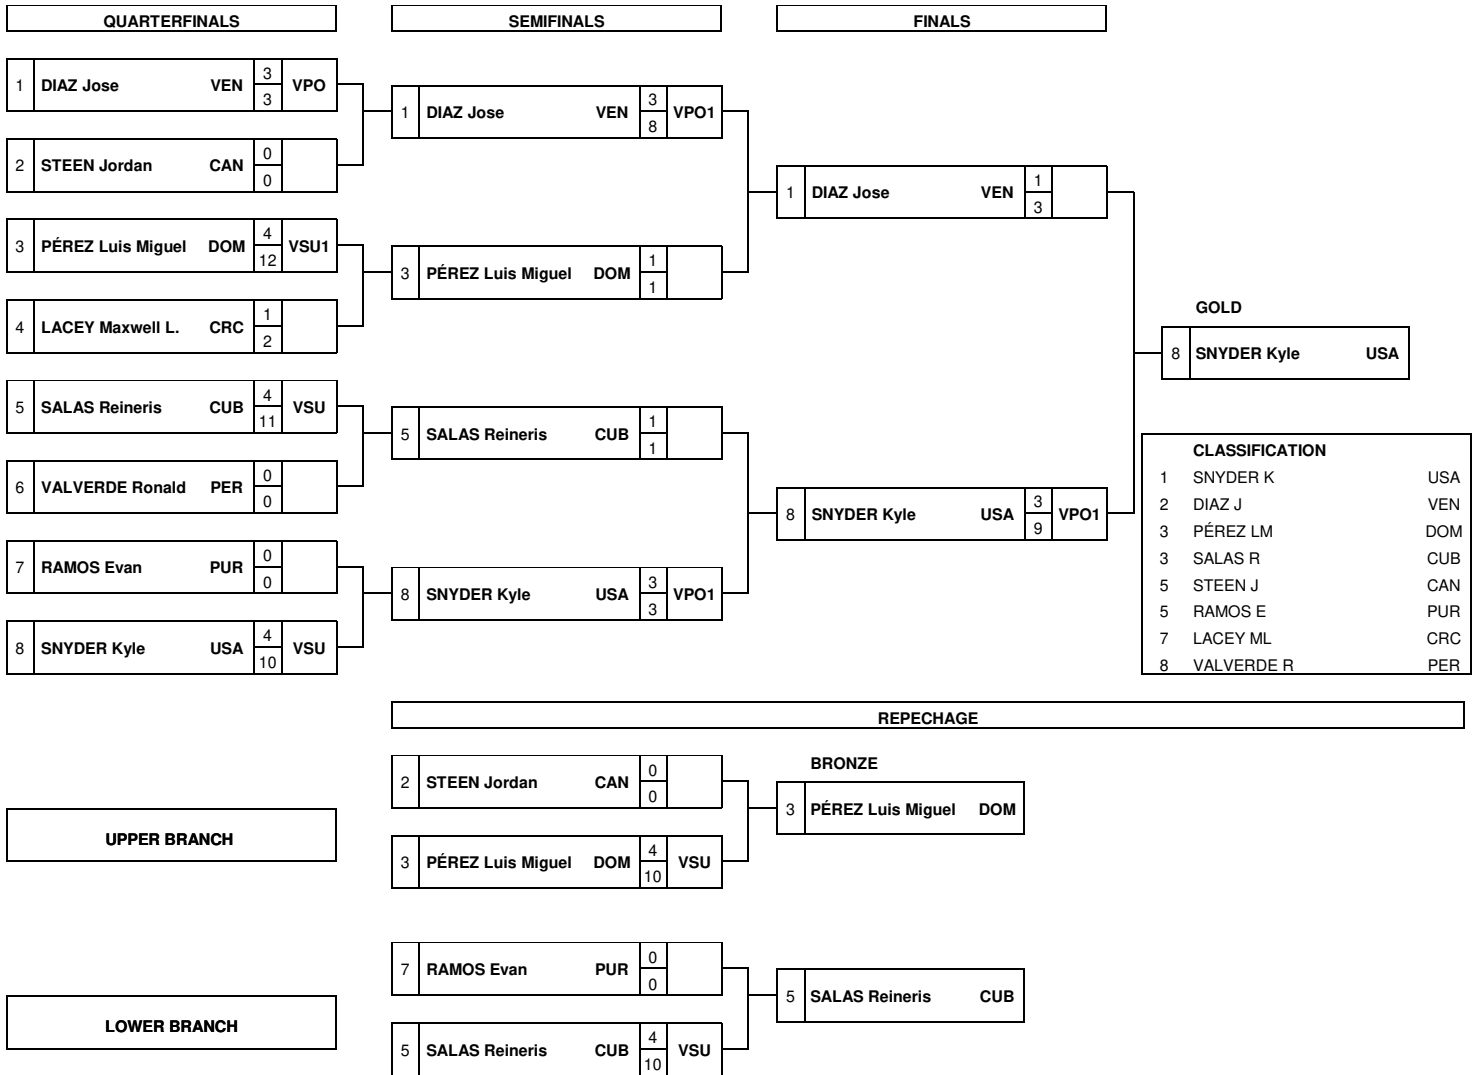 QUARTERFINALS SEMIFINALS FINALS
1 DIAZ Jose VEN 3 3 VPO
2 STEEN Jordan CAN 0 0
3 PÉREZ Luis Miguel DOM 4 12 VSU1
4 LACEY Maxwell L. CRC 1 2
5 SALAS Reineris CUB 4 11 VSU
6 VALVERDE Ronald PER 0 0
7 RAMOS Evan PUR 0 0
8 SNYDER Kyle USA 4 10 VSU
1 DIAZ Jose VEN 3 8 VPO1
3 PÉREZ Luis Miguel DOM 1 1
5 SALAS Reineris CUB 1 1
8 SNYDER Kyle USA 3 3 VPO1
1 DIAZ Jose VEN 1 3
8 SNYDER Kyle USA 3 9 VPO1
GOLD
8 SNYDER Kyle USA
CLASSIFICATION
1 SNYDER K USA
2 DIAZ J VEN
3 PÉREZ LM DOM
3 SALAS R CUB
5 STEEN J CAN
5 RAMOS E PUR
7 LACEY ML CRC
8 VALVERDE R PER
REPECHAGE
UPPER BRANCH
2 STEEN Jordan CAN 0 0
3 PÉREZ Luis Miguel DOM 4 10 VSU
BRONZE
3 PÉREZ Luis Miguel DOM
LOWER BRANCH
7 RAMOS Evan PUR 0 0
5 SALAS Reineris CUB 4 10 VSU
5 SALAS Reineris CUB